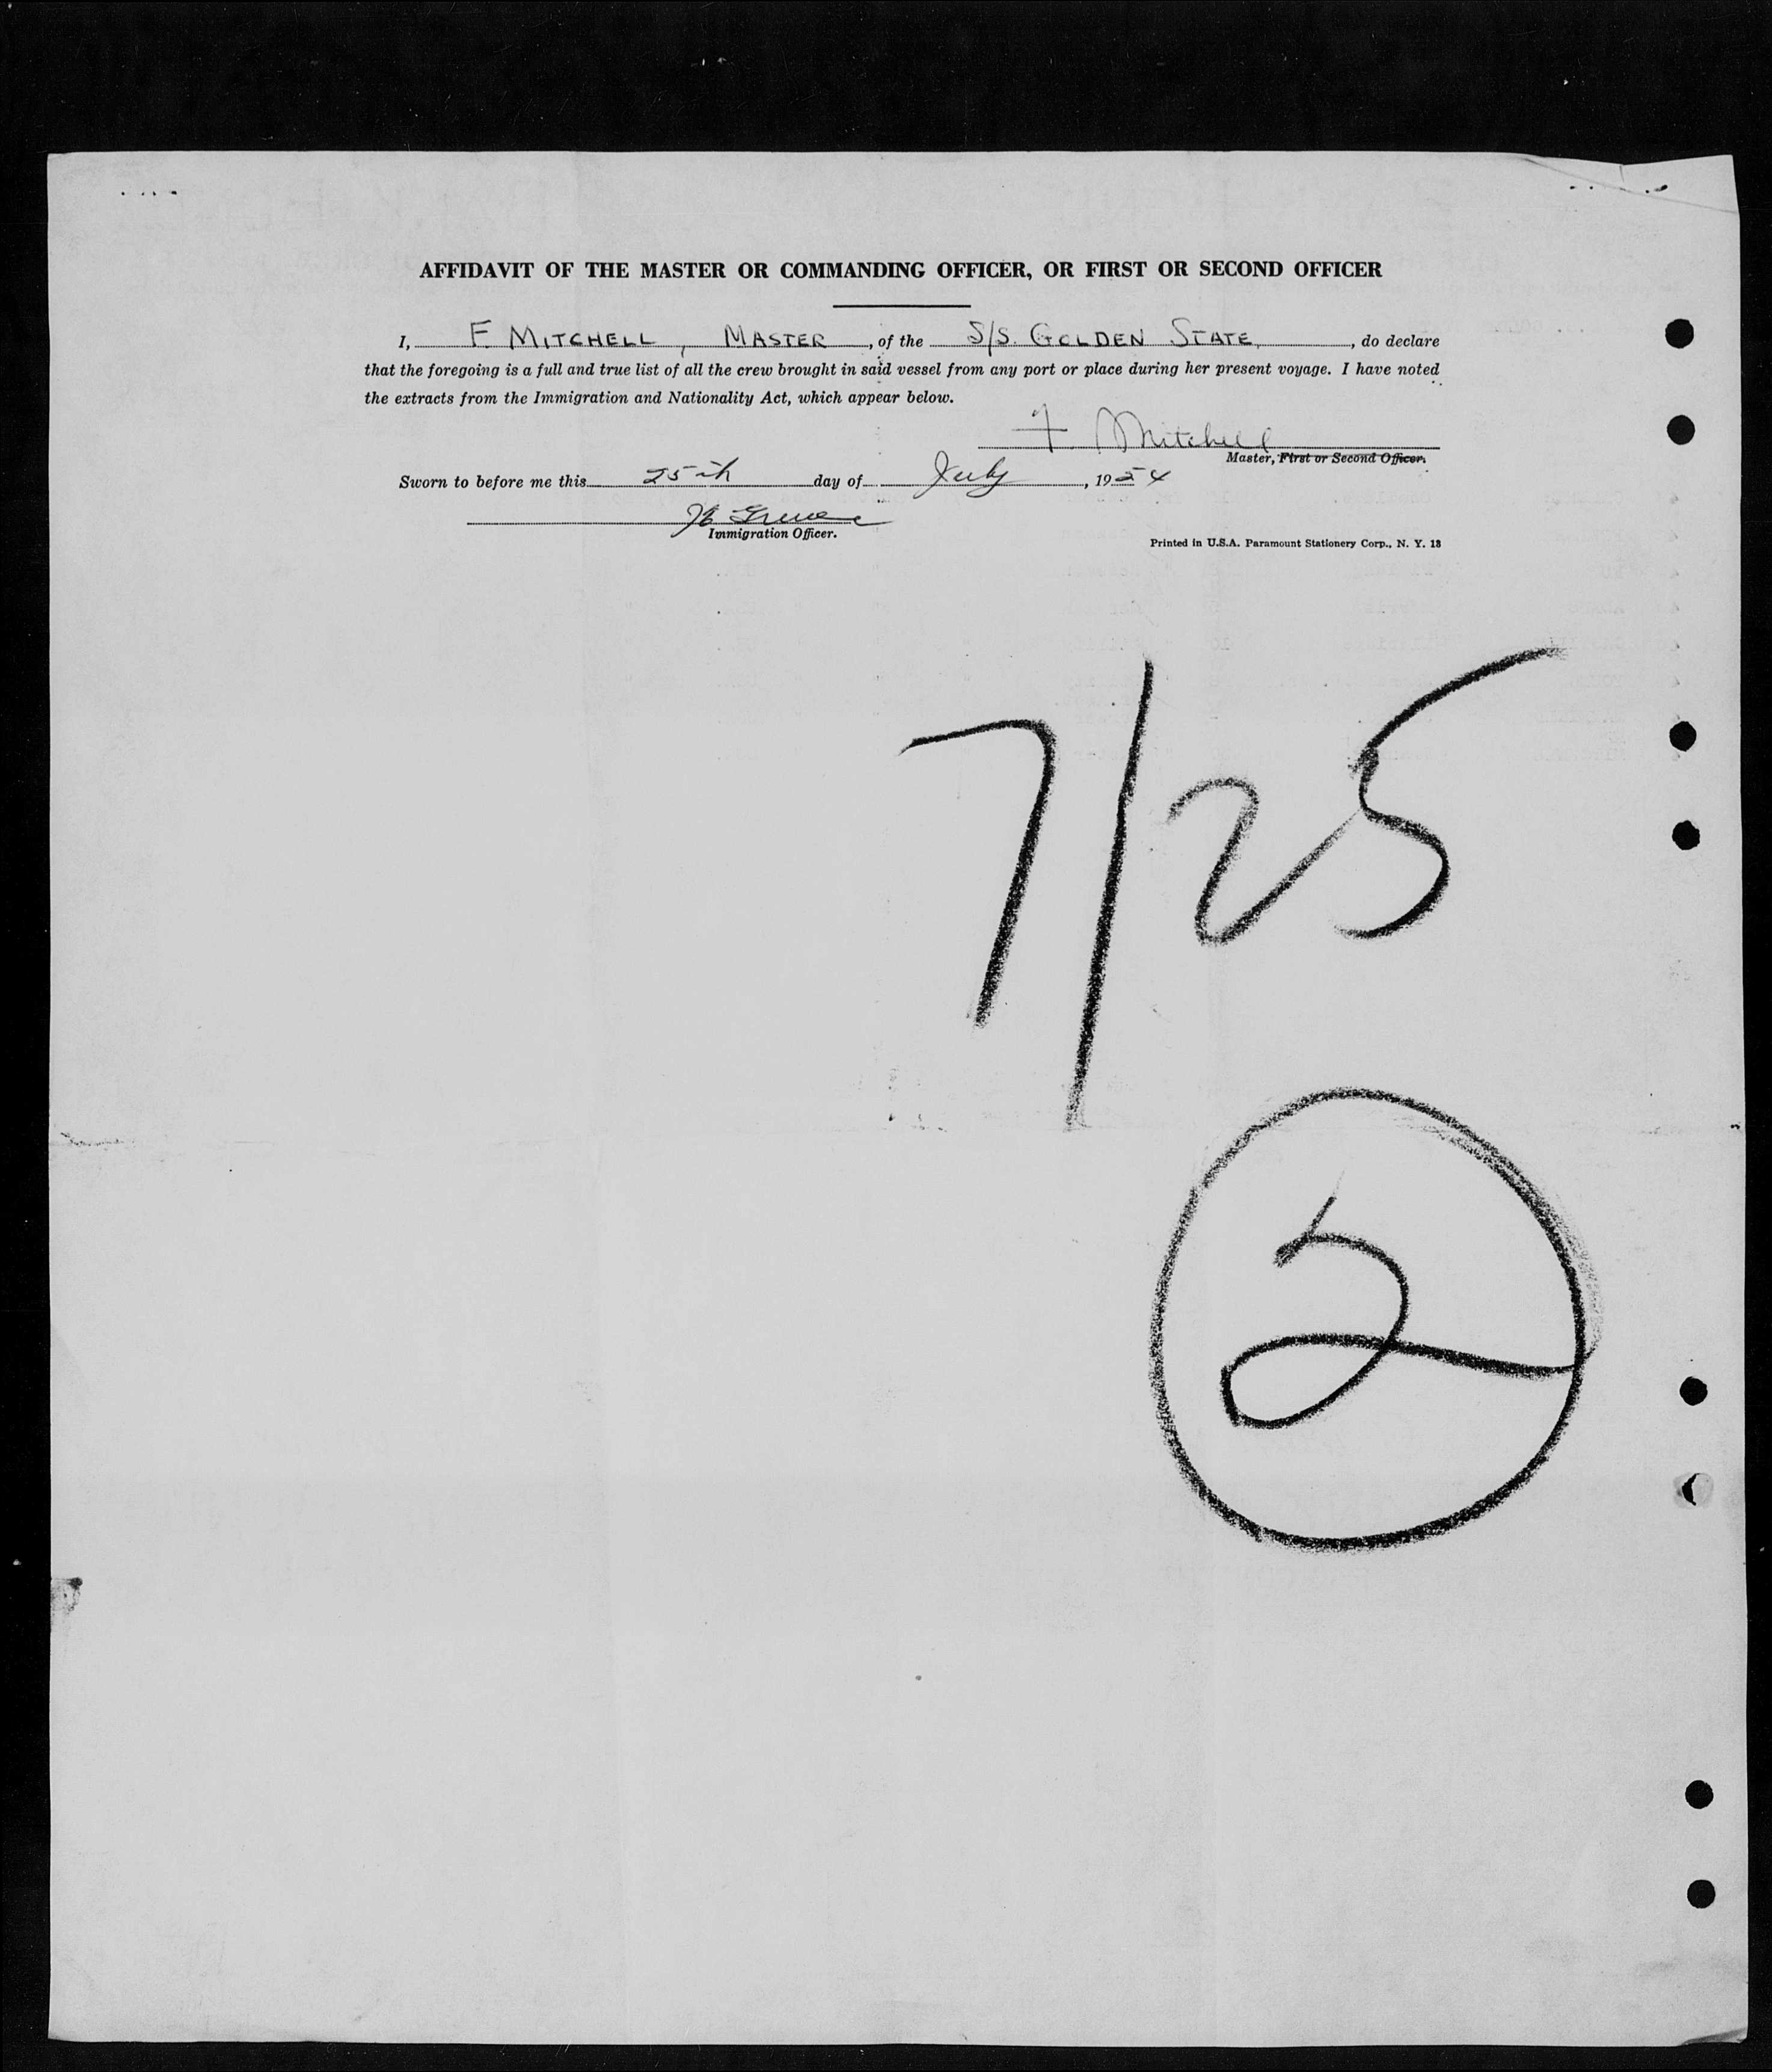 AFFIDAVIT OF THE MASTER OR COMMANDING OFFICER, OR FIRST OR SECOND OFFICER
I, F MITCHELL, MASTER, of the S/S. GOLDEN STATE, do declare
that the foregoing is a full and true list of all the crew brought in said vessel from any port or place during her present voyage. I have noted
the extracts from the Immigration and Nationality Act, which appear below.
F. Mitchell
Master, First or Second Officer.
Sworn to before me this 25th day of July, 1954
Immigration Officer.
Printed in U.S.A. Paramount Stationery Corp., N. Y. 13
7/25
2